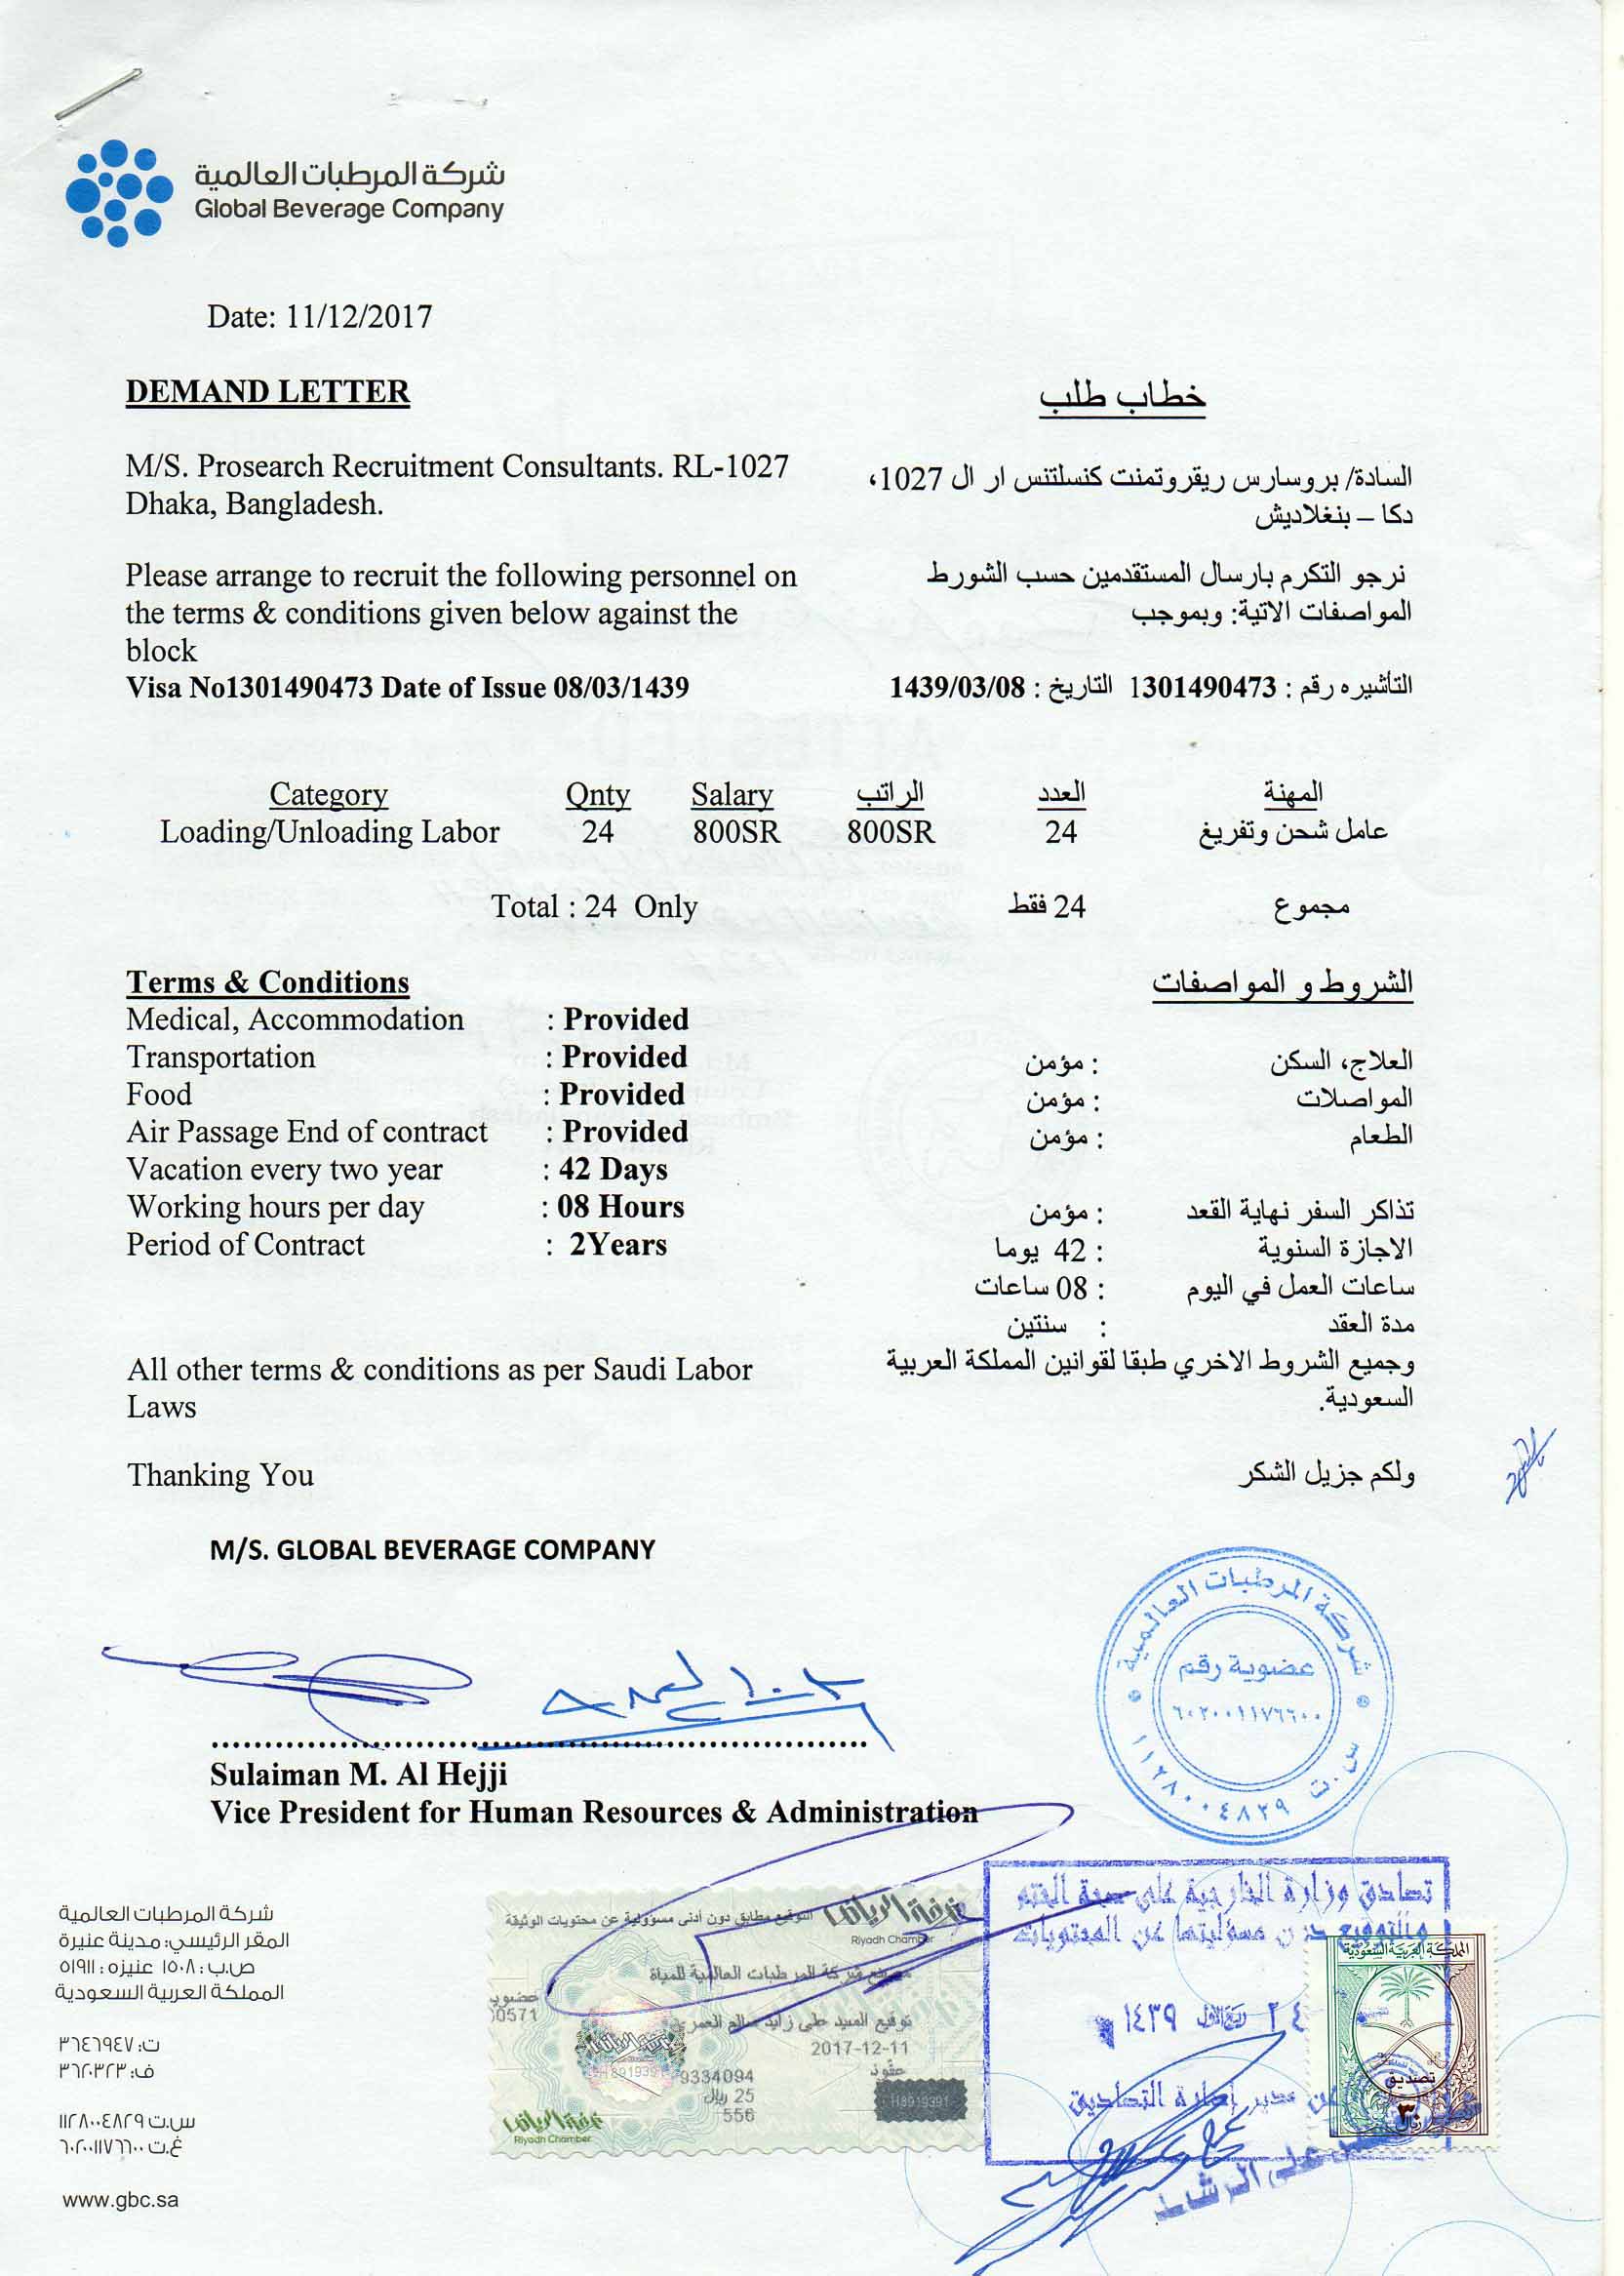 شركة المرطبات العالمية
Global Beverage Company
Date: 11/12/2017
DEMAND LETTER
خطاب طلب
M/S. Prosearch Recruitment Consultants. RL-1027
Dhaka, Bangladesh.
السادة/ بروسارس ريقروتمنت كنسلتنس ار ال 1027،
دكا – بنغلاديش
Please arrange to recruit the following personnel on
the terms & conditions given below against the
block
Visa No1301490473 Date of Issue 08/03/1439
نرجو التكرم بارسال المستقدمين حسب الشورط
المواصفات الاتية: وبموجب
التأشيره رقم : 1301490473 التاريخ : 1439/03/08
Category Qnty Salary الراتب العدد المهنة
Loading/Unloading Labor 24 800SR 800SR 24 عامل شحن وتفريغ
Total : 24 Only 24 فقط مجموع
Terms & Conditions
Medical, Accommodation : Provided
Transportation : Provided
Food : Provided
Air Passage End of contract : Provided
Vacation every two year : 42 Days
Working hours per day : 08 Hours
Period of Contract : 2Years
الشروط و المواصفات
العلاج، السكن : مؤمن
المواصلات : مؤمن
الطعام : مؤمن
تذاكر السفر نهاية القعد : مؤمن
الاجازة السنوية : 42 يوما
ساعات العمل في اليوم : 08 ساعات
مدة العقد : سنتين
All other terms & conditions as per Saudi Labor
Laws
وجميع الشروط الاخري طبقا لقوانين المملكة العربية
السعودية.
Thanking You
ولكم جزيل الشكر
M/S. GLOBAL BEVERAGE COMPANY
Sulaiman M. Al Hejji
Vice President for Human Resources & Administration
شركة المرطبات العالمية
عضوية رقم
٦٠٢٠٠١١٧٦٦٠٠
س.ت ١١٢٨٠٠٤٨٢٩
شركة المرطبات العالمية
المقر الرئيسي: مدينة عنيزة
ص.ب: ١٥٠٨ عنيزه: ٥١٩١١
المملكة العربية السعودية
ت: ٣٦٤٦٩٤٧
ف: ٣٦٢٠٣٢٣
س.ت ١١٢٨٠٠٤٨٢٩
غ.ت ٦٠٢٠٠١١٧٦٦٠٠
www.gbc.sa
غرفة الرياض
Riyadh Chamber
التوقيع مطابق دون أدنى مسؤولية عن محتويات الوثيقة
مصنع شركة المرطبات العالمية للمياة
عضوية
00571
2017-12-11
عقود
9334094
25 ريال
556
H8919391
غرفة الرياض
Riyadh Chamber
تصادق وزارة الخارجية على صحة الختم
والتوقيع دون مسئوليتها عن المحتويات
٢٤ ربيع الأول ١٤٣٩
عن مدير إدارة التصاديق
المملكة العربية السعودية
تصديق
٣٠
ريال